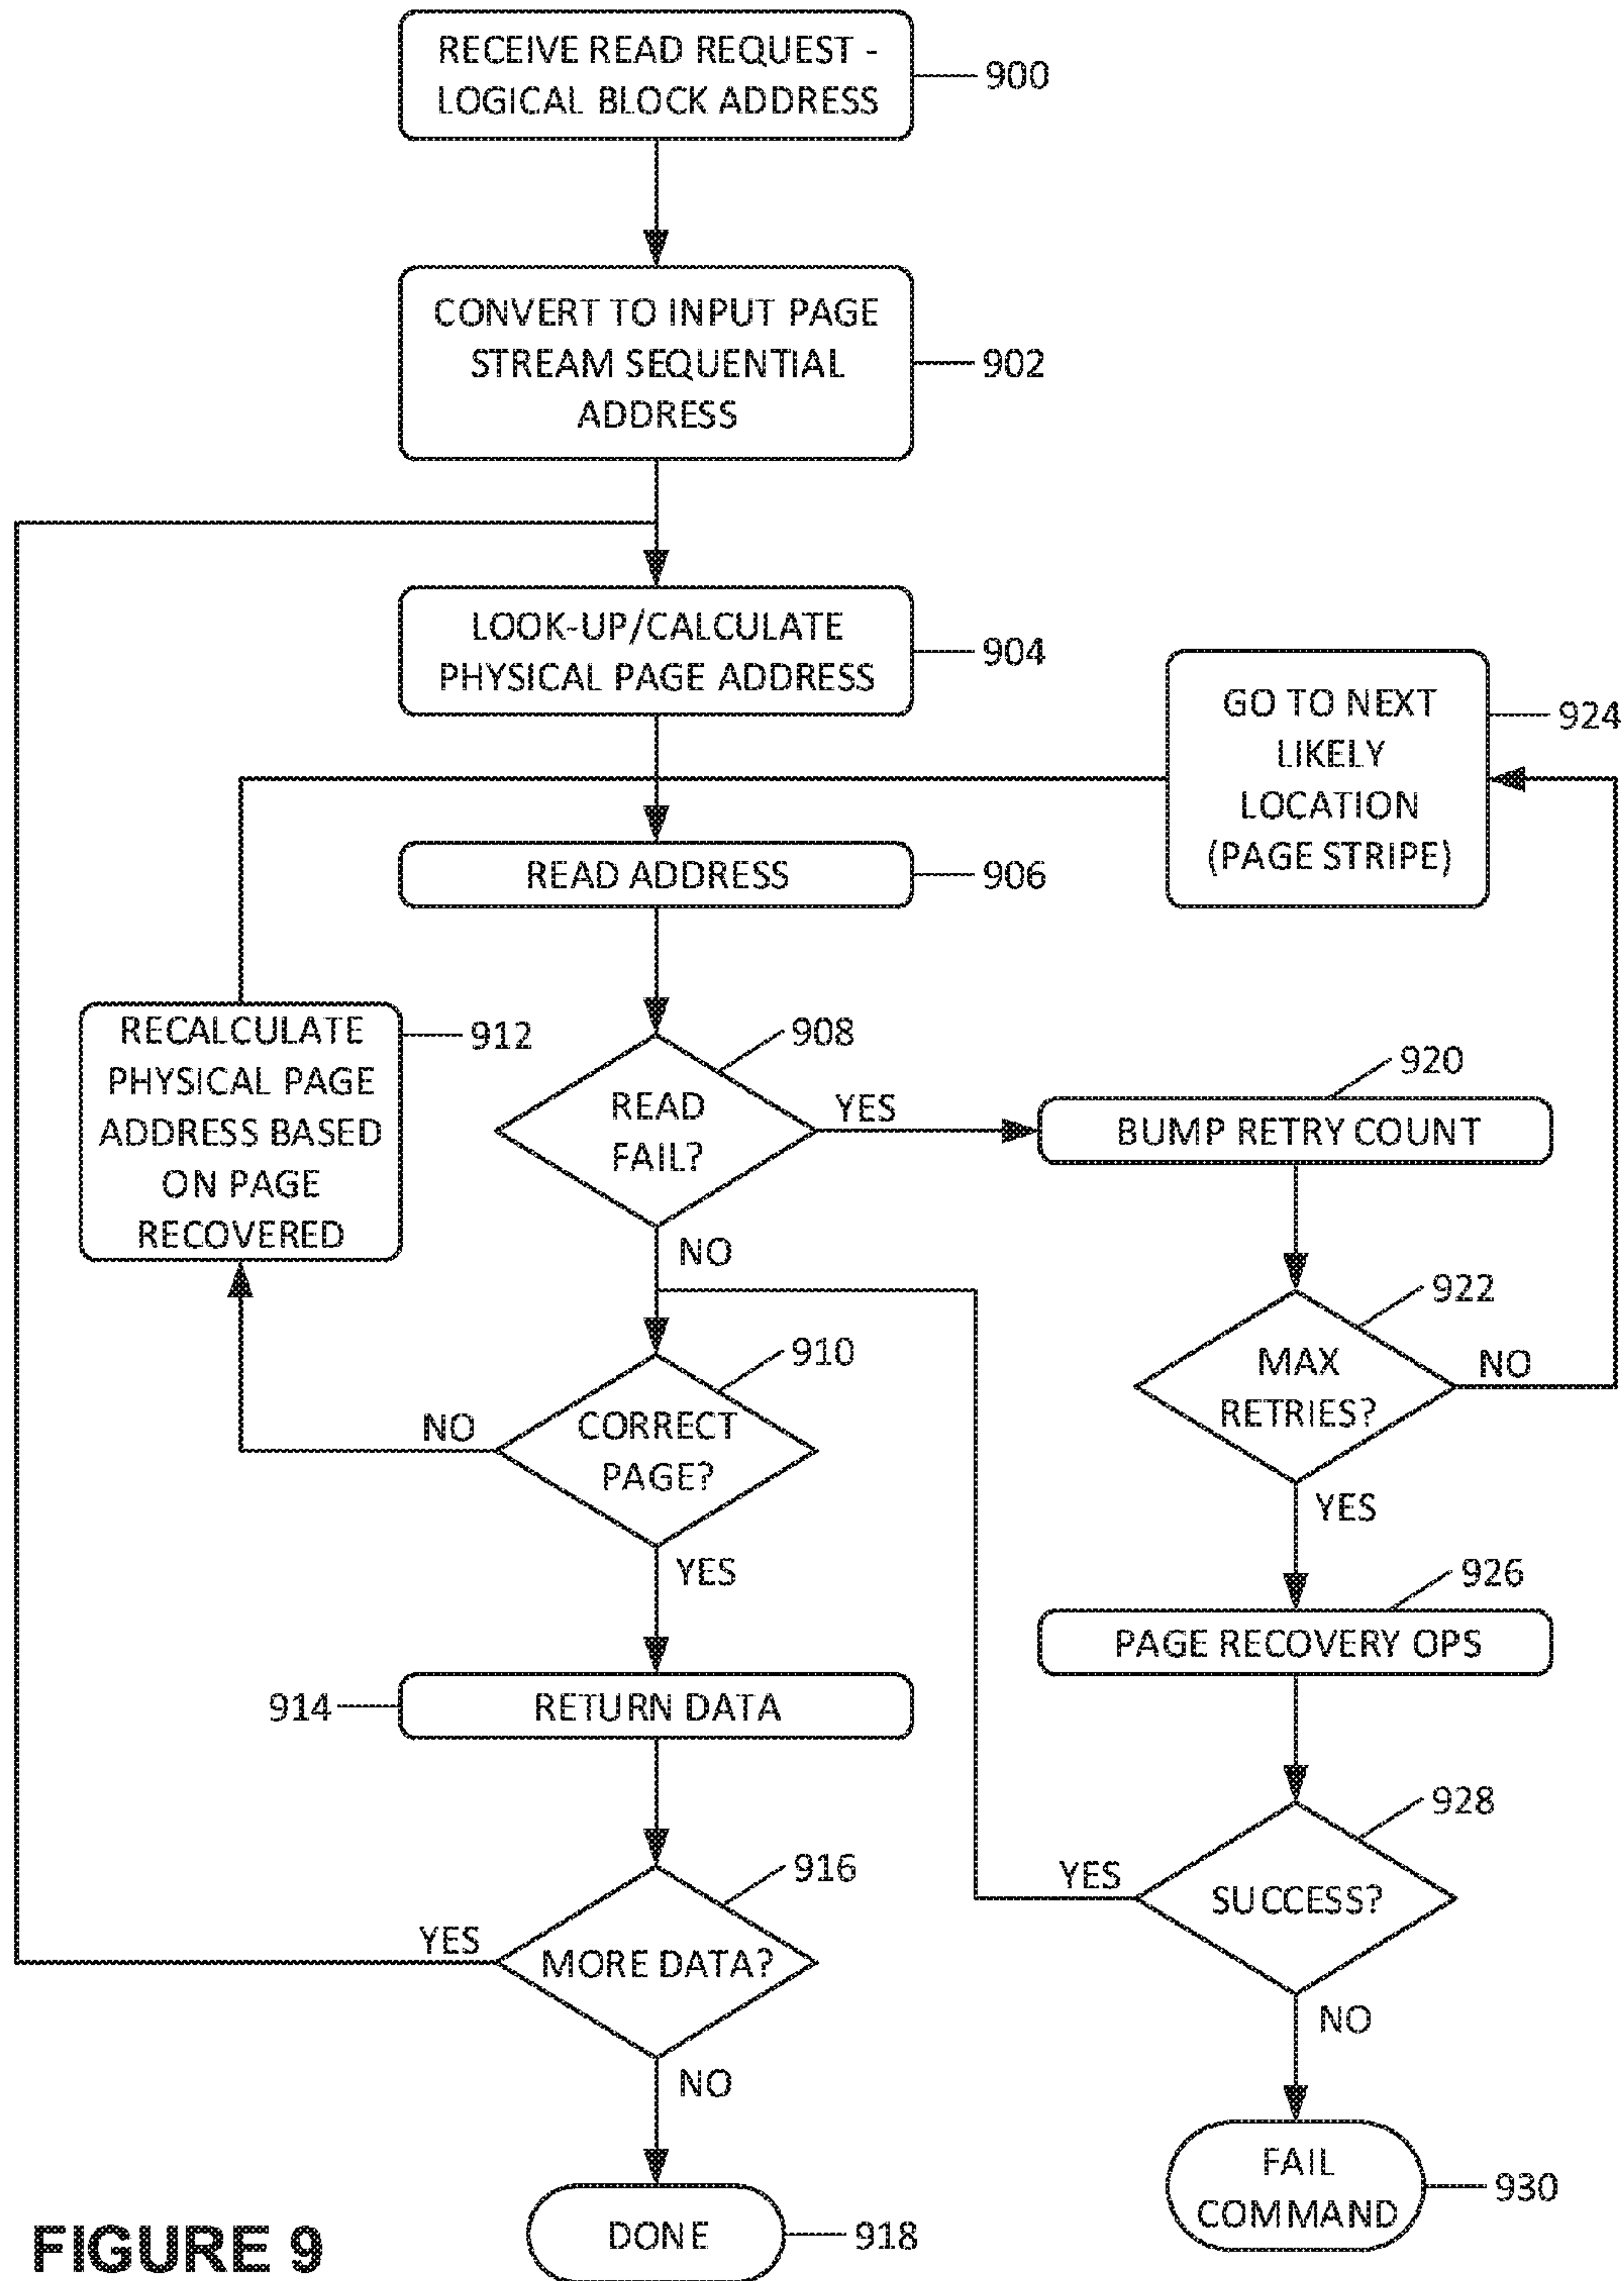 RECEIVE READ REQUEST -
LOGICAL BLOCK ADDRESS
900
CONVERT TO INPUT PAGE
STREAM SEQUENTIAL
ADDRESS
902
LOOK-UP/CALCULATE
PHYSICAL PAGE ADDRESS
904
GO TO NEXT
LIKELY
LOCATION
(PAGE STRIPE)
924
READ ADDRESS
906
RECALCULATE
PHYSICAL PAGE
ADDRESS BASED
ON PAGE
RECOVERED
912
908
READ
FAIL?
YES
NO
920
BUMP RETRY COUNT
922
MAX
RETRIES?
NO
YES
910
CORRECT
PAGE?
NO
YES
926
PAGE RECOVERY OPS
914
RETURN DATA
928
SUCCESS?
YES
NO
916
MORE DATA?
YES
NO
FAIL
COMMAND
930
DONE
918
FIGURE 9